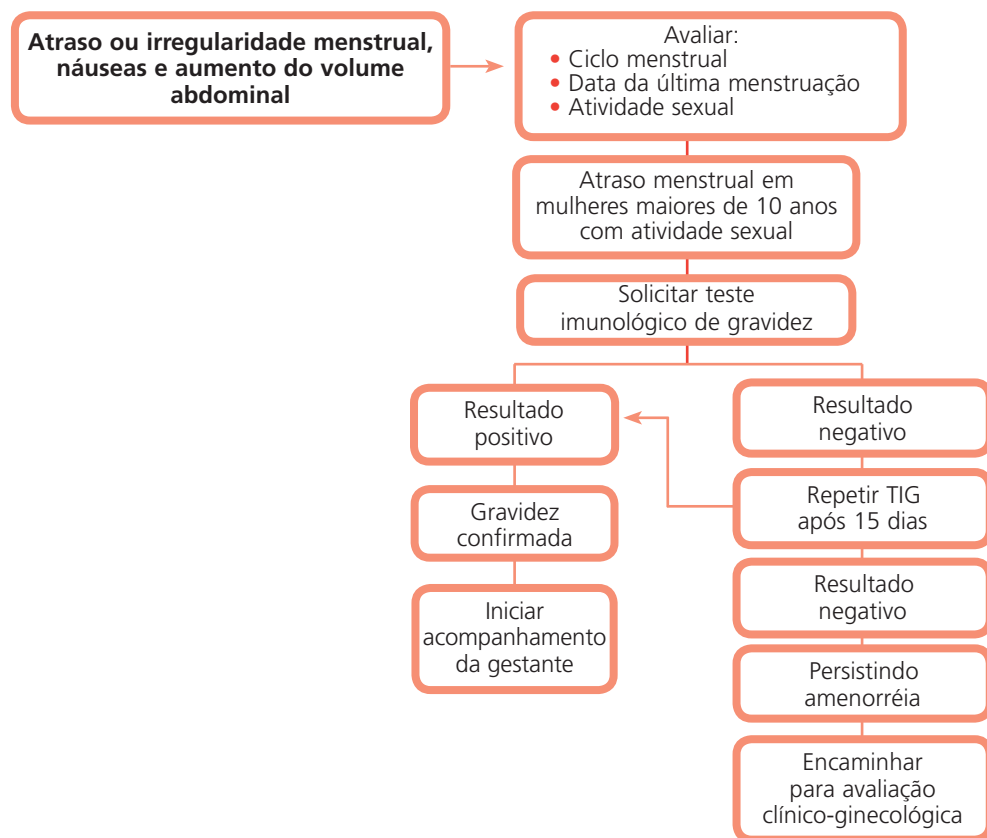 Atraso ou irregularidade menstrual,
náuseas e aumento do volume
abdominal
Avaliar:
• Ciclo menstrual
• Data da última menstruação
• Atividade sexual
Atraso menstrual em
mulheres maiores de 10 anos
com atividade sexual
Solicitar teste
imunológico de gravidez
Resultado
positivo
Gravidez
confirmada
Iniciar
acompanhamento
da gestante
Resultado
negativo
Repetir TIG
após 15 dias
Resultado
negativo
Persistindo
amenorréia
Encaminhar
para avaliação
clínico-ginecológica